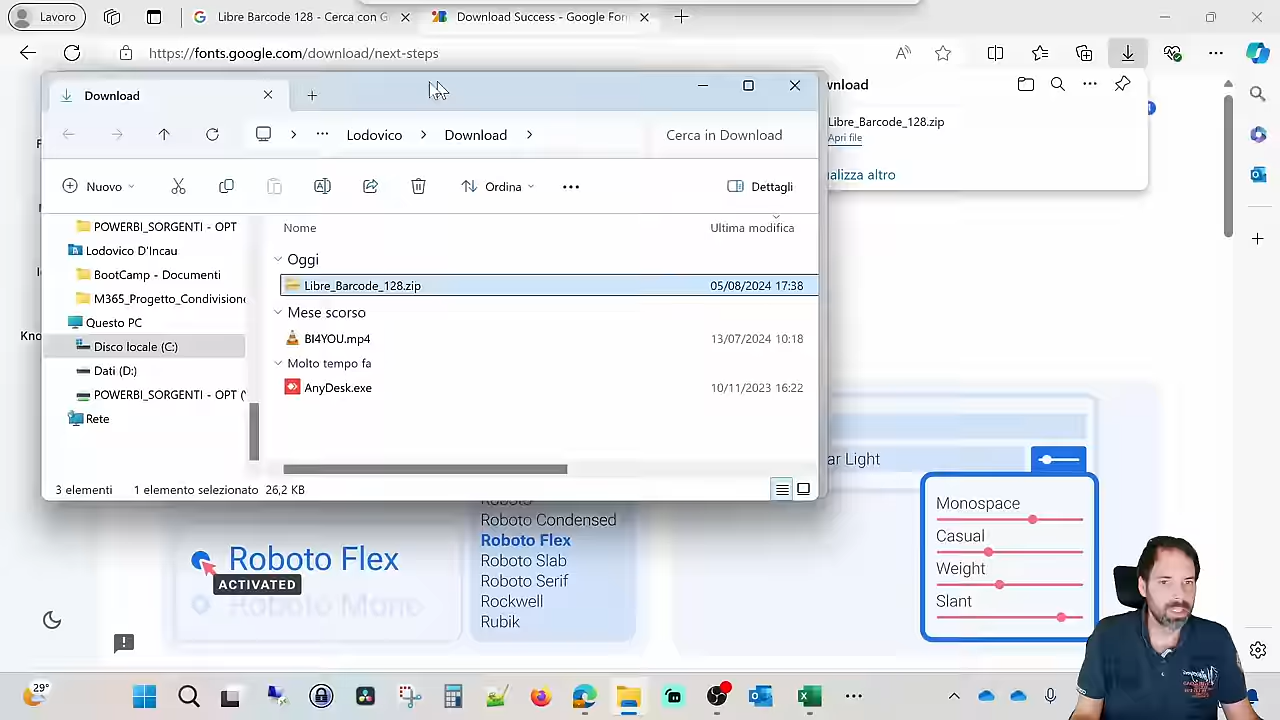 Lavoro
Libre Barcode 128 - Cerca con G
Download Success - Google For
https://fonts.google.com/download/next-steps
Download
Lodovico
Download
Cerca in Download
Nuovo
Ordina
Dettagli
POWERBI_SORGENTI - OPT
Lodovico D'Incau
BootCamp - Documenti
M365_Progetto_Condivisione
Questo PC
Disco locale (C:)
Dati (D:)
POWERBI_SORGENTI - OPT (
Rete
Nome
Ultima modifica
Oggi
Libre_Barcode_128.zip
05/08/2024 17:38
Mese scorso
BI4YOU.mp4
13/07/2024 10:18
Molto tempo fa
AnyDesk.exe
10/11/2023 16:22
3 elementi
1 elemento selezionato 26,2 KB
wnload
Libre_Barcode_128.zip
Apri file
ualizza altro
Kno
ar Light
Monospace
Casual
Weight
Slant
Roboto
Roboto Condensed
Roboto Flex
Roboto Slab
Roboto Serif
Rockwell
Rubik
Roboto Flex
ACTIVATED
Roboto Mono
29°